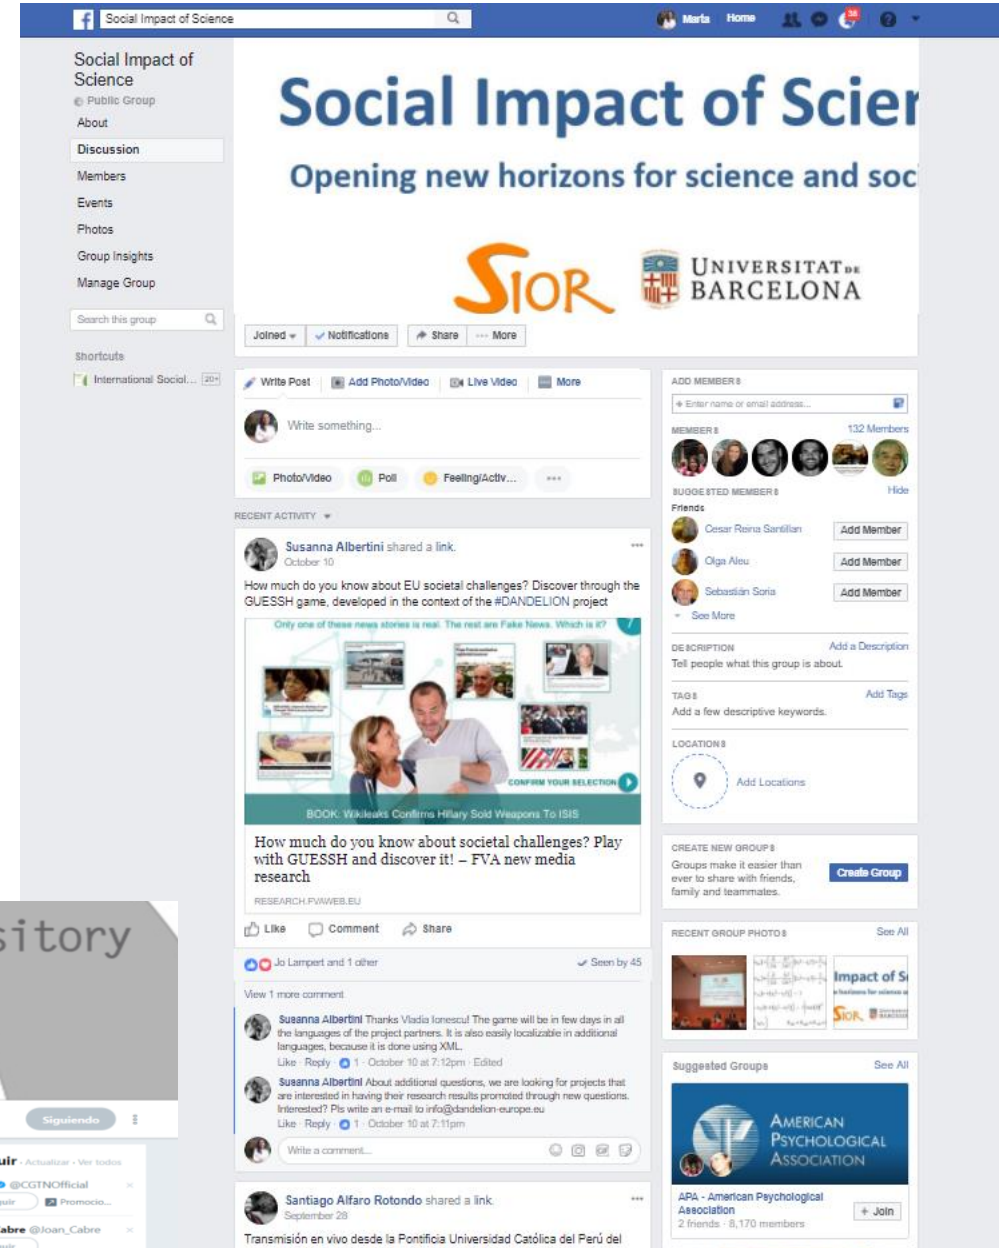 Social Impact of Science
Marta Home
38
Social Impact of
Science
Public Group
About
Discussion
Members
Events
Photos
Group Insights
Manage Group
Search this group
Shortcuts
International Sociol... 20+
Social Impact of Scien
Opening new horizons for science and soc
SIOR
UNIVERSITAT DE
BARCELONA
Joined Notifications Share More
Write Post Add Photo/Video Live Video More
Write something...
Photo/Video Poll Feeling/Activ...
RECENT ACTIVITY
Susanna Albertini shared a link.
October 10
How much do you know about EU societal challenges? Discover through the
GUESSH game, developed in the context of the #DANDELION project
Only one of these news stories is real. The rest are Fake News. Which is it? 7
CONFIRM YOUR SELECTION
BOOK: Wikileaks Confirms Hillary Sold Weapons To ISIS
How much do you know about societal challenges? Play
with GUESSH and discover it! – FVA new media
research
RESEARCH.FVAWEB.EU
Like Comment Share
Jo Lampert and 1 other Seen by 45
View 1 more comment
Susanna Albertini Thanks Vladia Ionescu! The game will be in few days in all
the languages of the project partners. It is also easily localizable in additional
languages, because it is done using XML.
Like · Reply · 1 · October 10 at 7:12pm · Edited
Susanna Albertini About additional questions, we are looking for projects that
are interested in having their research results promoted through new questions.
Interested? Pls write an e-mail to info@dandelion-europe.eu
Like · Reply · 1 · October 10 at 7:11pm
Write a comment...
Santiago Alfaro Rotondo shared a link.
September 28
Transmisión en vivo desde la Pontificia Universidad Católica del Perú del
ADD MEMBERS
+ Enter name or email address...
MEMBERS 132 Members
SUGGESTED MEMBERS Hide
Friends
Cesar Reina Santillan Add Member
Olga Aleu Add Member
Sebastián Soria Add Member
See More
DESCRIPTION Add a Description
Tell people what this group is about.
TAGS Add Tags
Add a few descriptive keywords.
LOCATIONS
Add Locations
CREATE NEW GROUPS
Groups make it easier than
ever to share with friends,
family and teammates.
Create Group
RECENT GROUP PHOTOS See All
Impact of S
SIOR
Suggested Groups See All
AMERICAN
PSYCHOLOGICAL
ASSOCIATION
APA - American Psychological
Association
2 friends · 8,170 members
+ Join
sitory
Siguiendo
uir · Actualizar · Ver todos
@CGTNOfficial
guir Promocio...
Cabre @Joan_Cabre